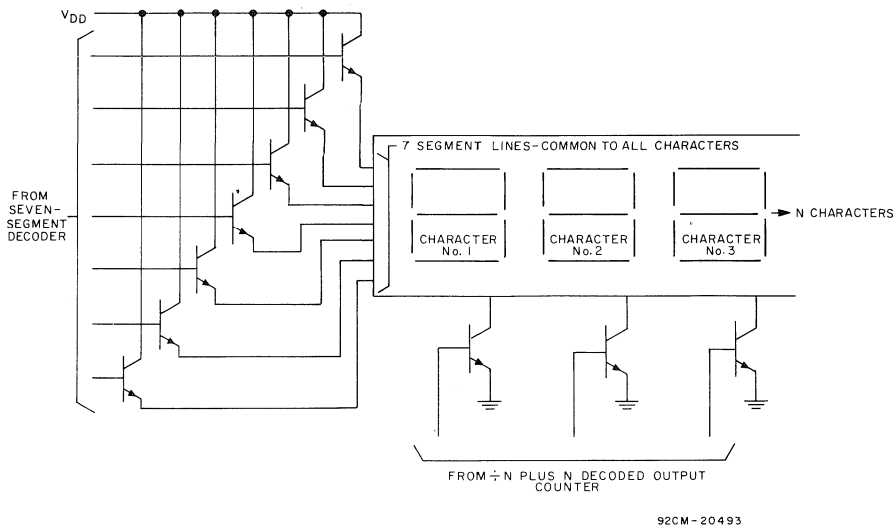 VDD
FROM
SEVEN-
SEGMENT
DECODER
7 SEGMENT LINES-COMMON TO ALL CHARACTERS
CHARACTER
No. 1
CHARACTER
No. 2
CHARACTER
No. 3
N CHARACTERS
FROM ÷ N PLUS N DECODED OUTPUT
COUNTER
92CM-20493